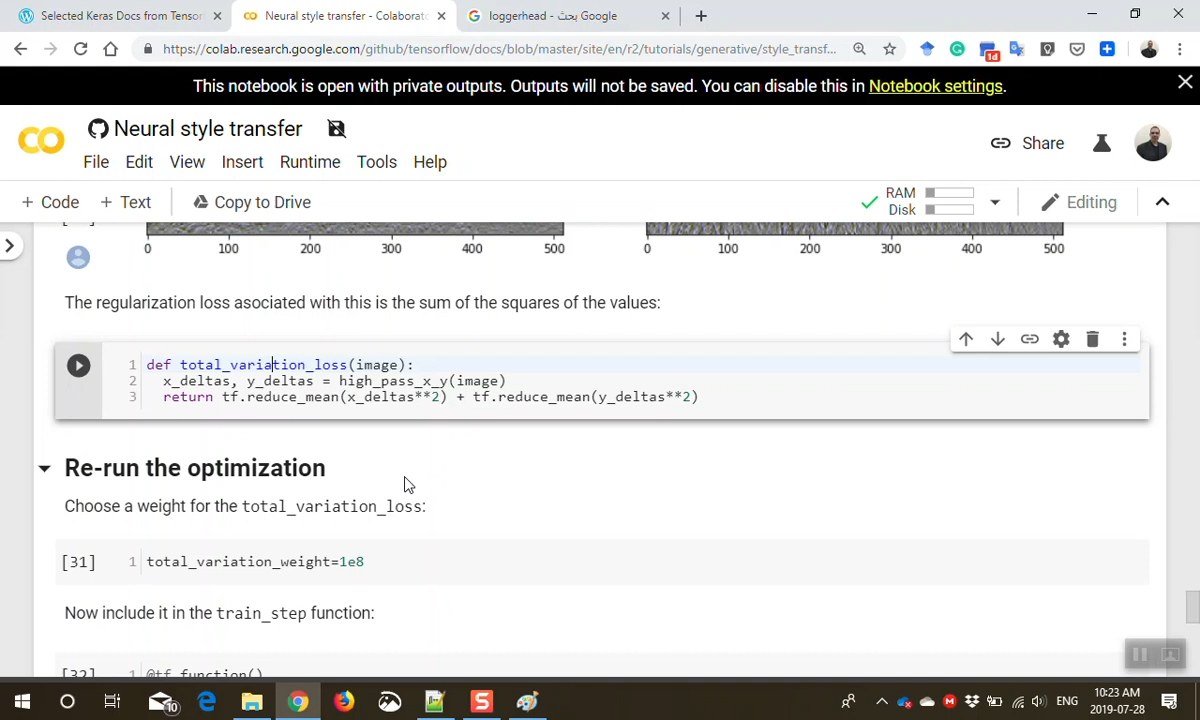 Selected Keras Docs from Tensor
Neural style transfer - Colaborato
loggerhead - بحث Google
https://colab.research.google.com/github/tensorflow/docs/blob/master/site/en/r2/tutorials/generative/style_transf...
1d
This notebook is open with private outputs. Outputs will not be saved. You can disable this in Notebook settings.
Neural style transfer
File Edit View Insert Runtime Tools Help
Share
+ Code + Text Copy to Drive
RAM
Disk
Editing
0 100 200 300 400 500
0 100 200 300 400 500
The regularization loss asociated with this is the sum of the squares of the values:
1 def total_variation_loss(image):
2 x_deltas, y_deltas = high_pass_x_y(image)
3 return tf.reduce_mean(x_deltas**2) + tf.reduce_mean(y_deltas**2)
Re-run the optimization
Choose a weight for the total_variation_loss:
[31] 1 total_variation_weight=1e8
Now include it in the train_step function:
[32] 1 @tf.function()
10
ENG
10:23 AM
2019-07-28